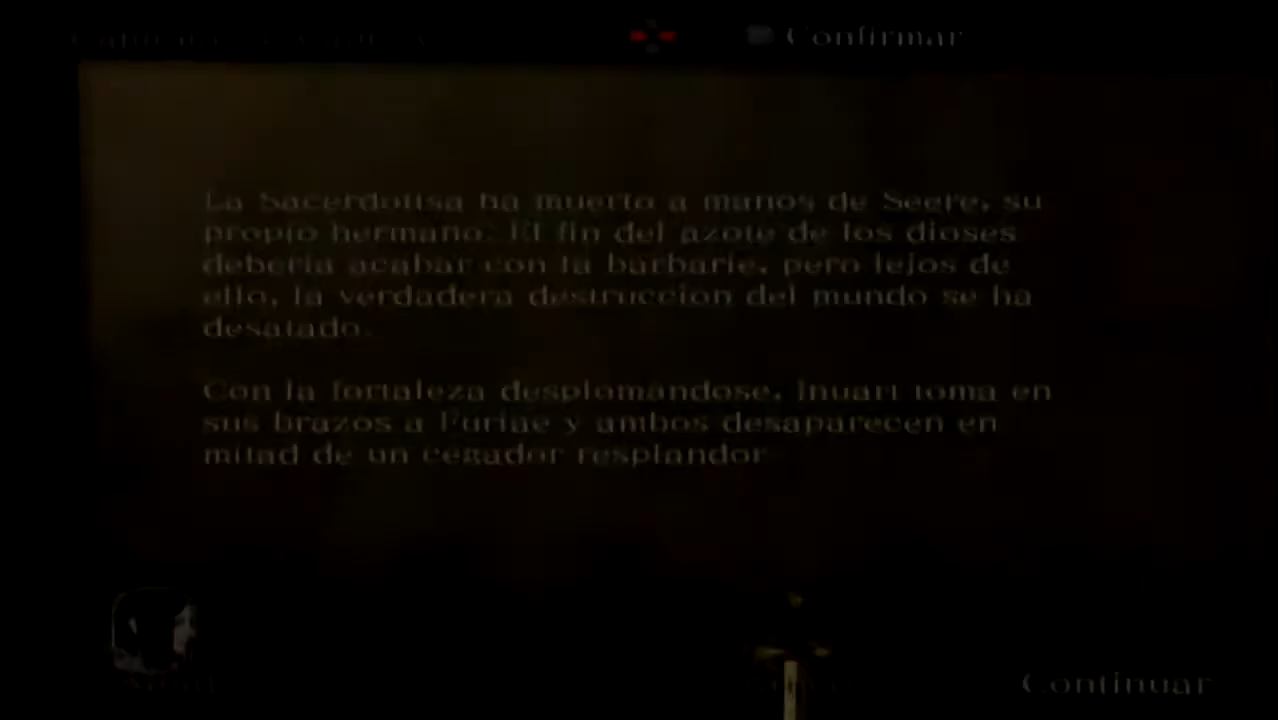 Confirmar
La Sacerdotisa ha muerto a manos de Seere, su
propio hermano. El fin del azote de los dioses
debería acabar con la barbarie, pero lejos de
ello, la verdadera destrucción del mundo se ha
desatado.
Con la fortaleza desplomándose, Inuart toma en
sus brazos a Furiae y ambos desaparecen en
mitad de un cegador resplandor
Continuar